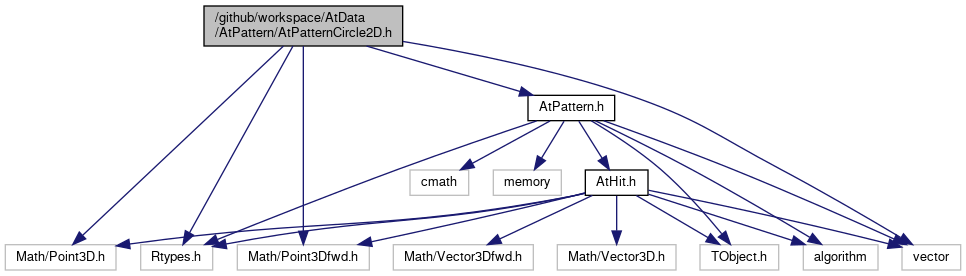 /github/workspace/AtData
/AtPattern/AtPatternCircle2D.h
AtPattern.h
cmath
memory
AtHit.h
Math/Point3D.h
Rtypes.h
Math/Point3Dfwd.h
Math/Vector3Dfwd.h
Math/Vector3D.h
TObject.h
algorithm
vector